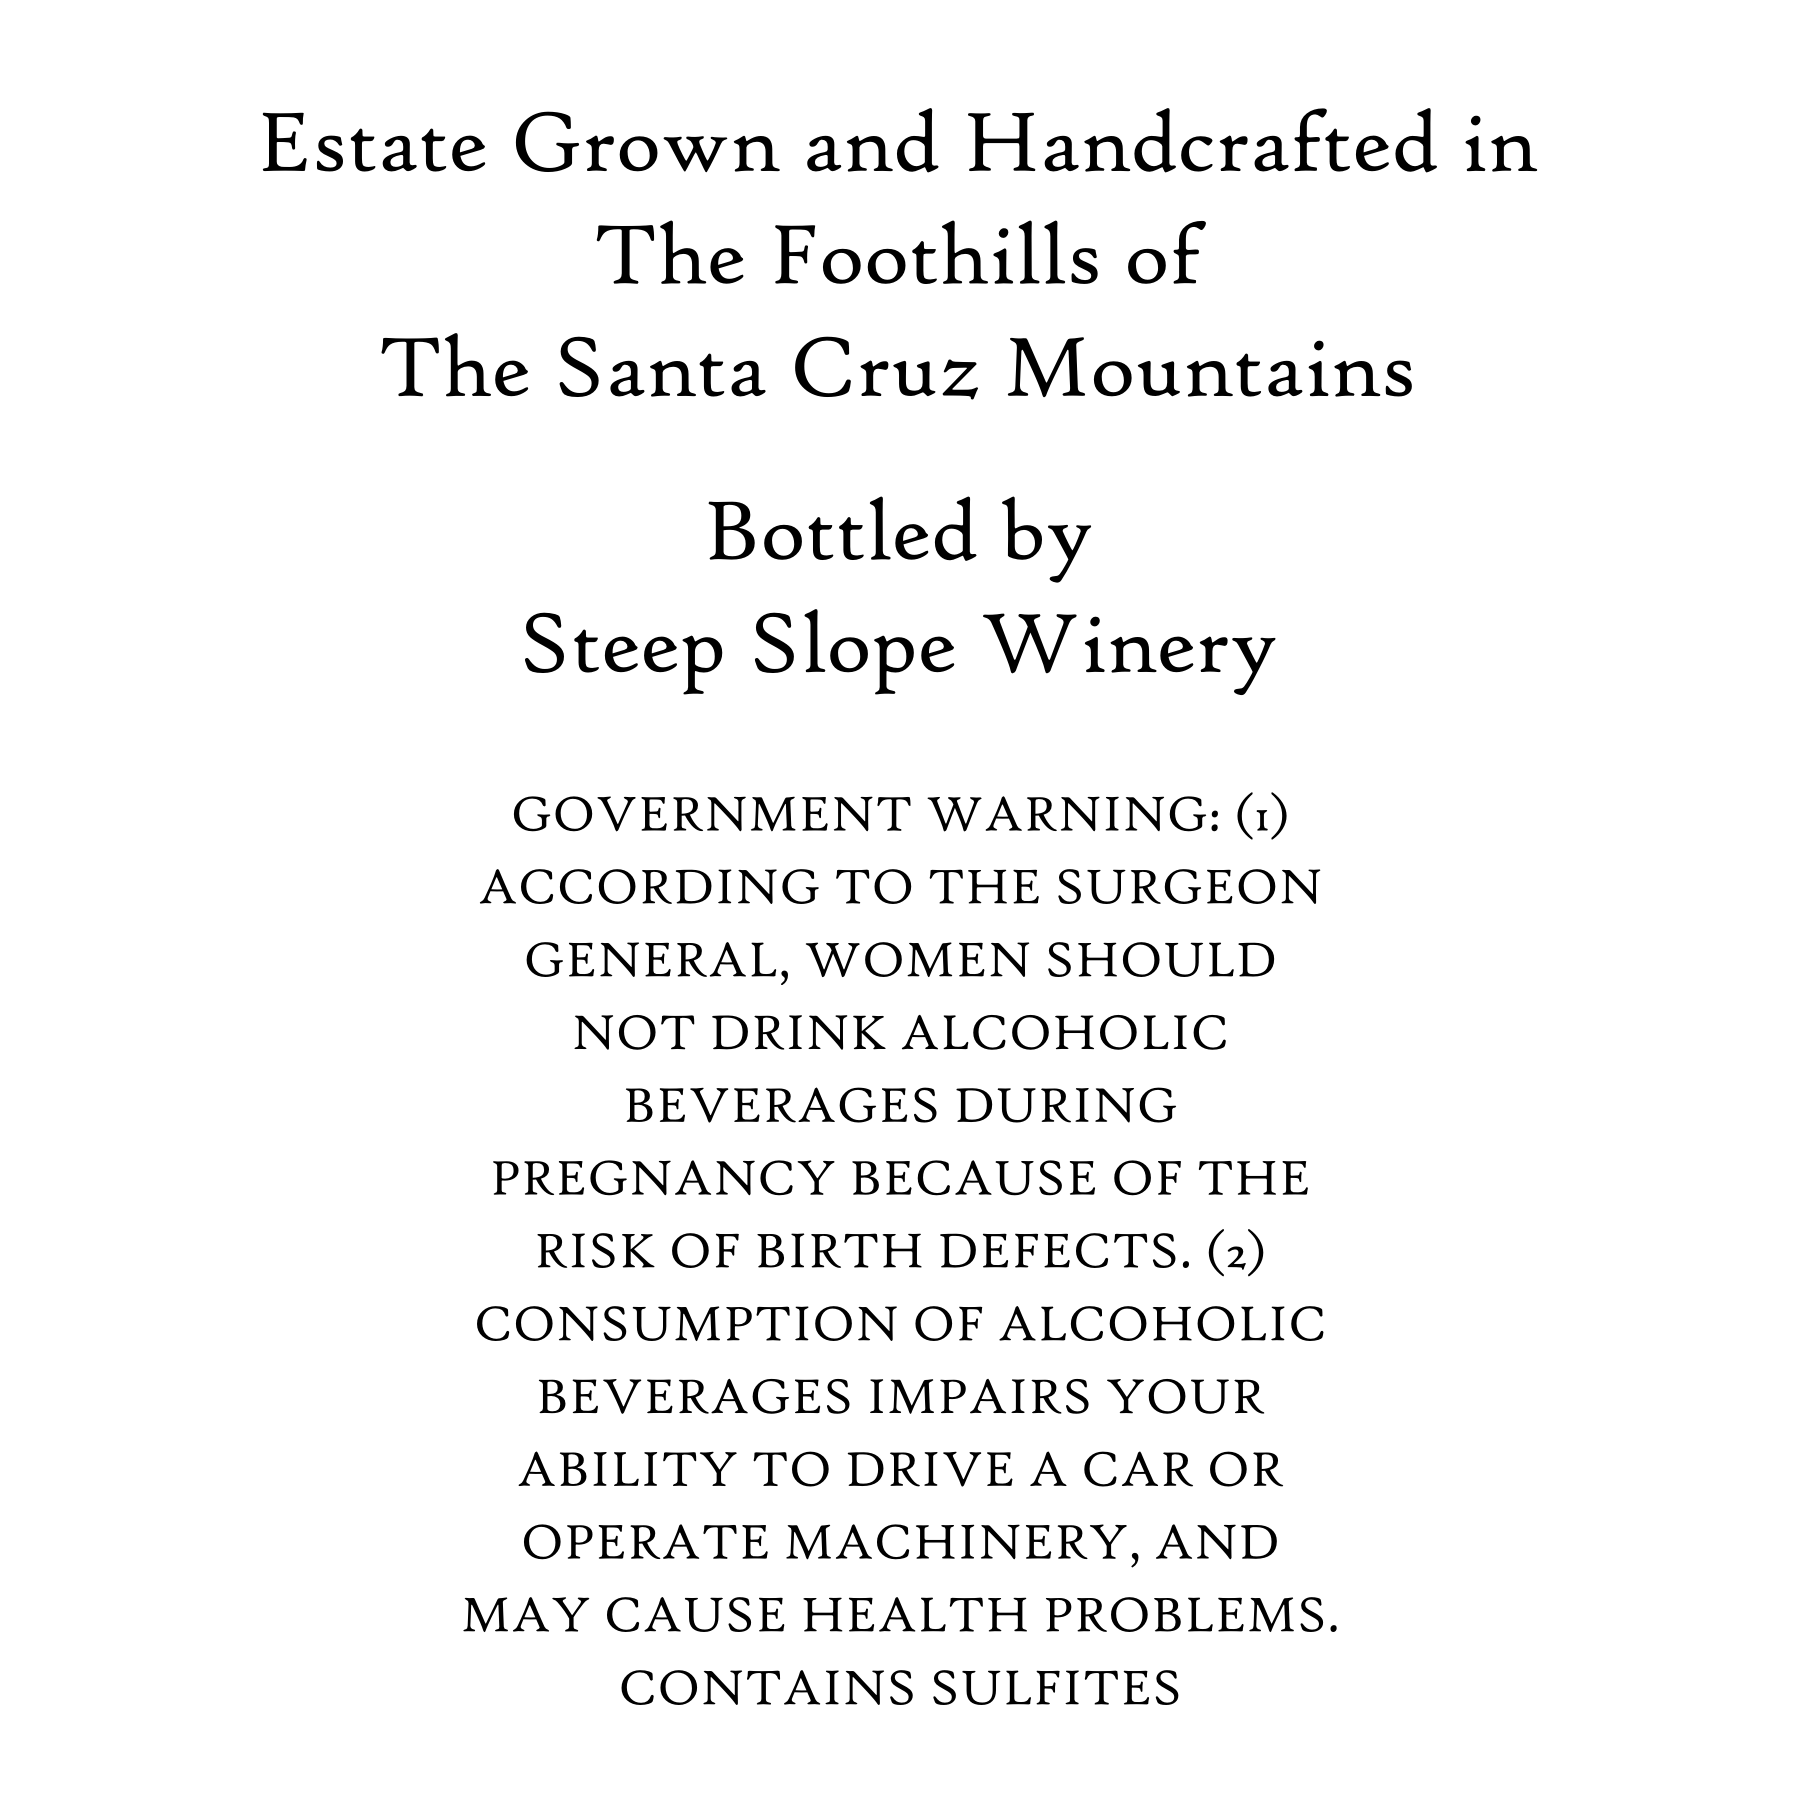 Estate Grown and Handcrafted in
The Foothills of
The Santa Cruz Mountains
Bottled by
Steep Slope Winery
GOVERNMENT WARNING: (1)
ACCORDING TO THE SURGEON
GENERAL, WOMEN SHOULD
NOT DRINK ALCOHOLIC
BEVERAGES DURING
PREGNANCY BECAUSE OF THE
RISK OF BIRTH DEFECTS. (2)
CONSUMPTION OF ALCOHOLIC
BEVERAGES IMPAIRS YOUR
ABILITY TO DRIVE A CAR OR
OPERATE MACHINERY, AND
MAY CAUSE HEALTH PROBLEMS.
CONTAINS SULFITES